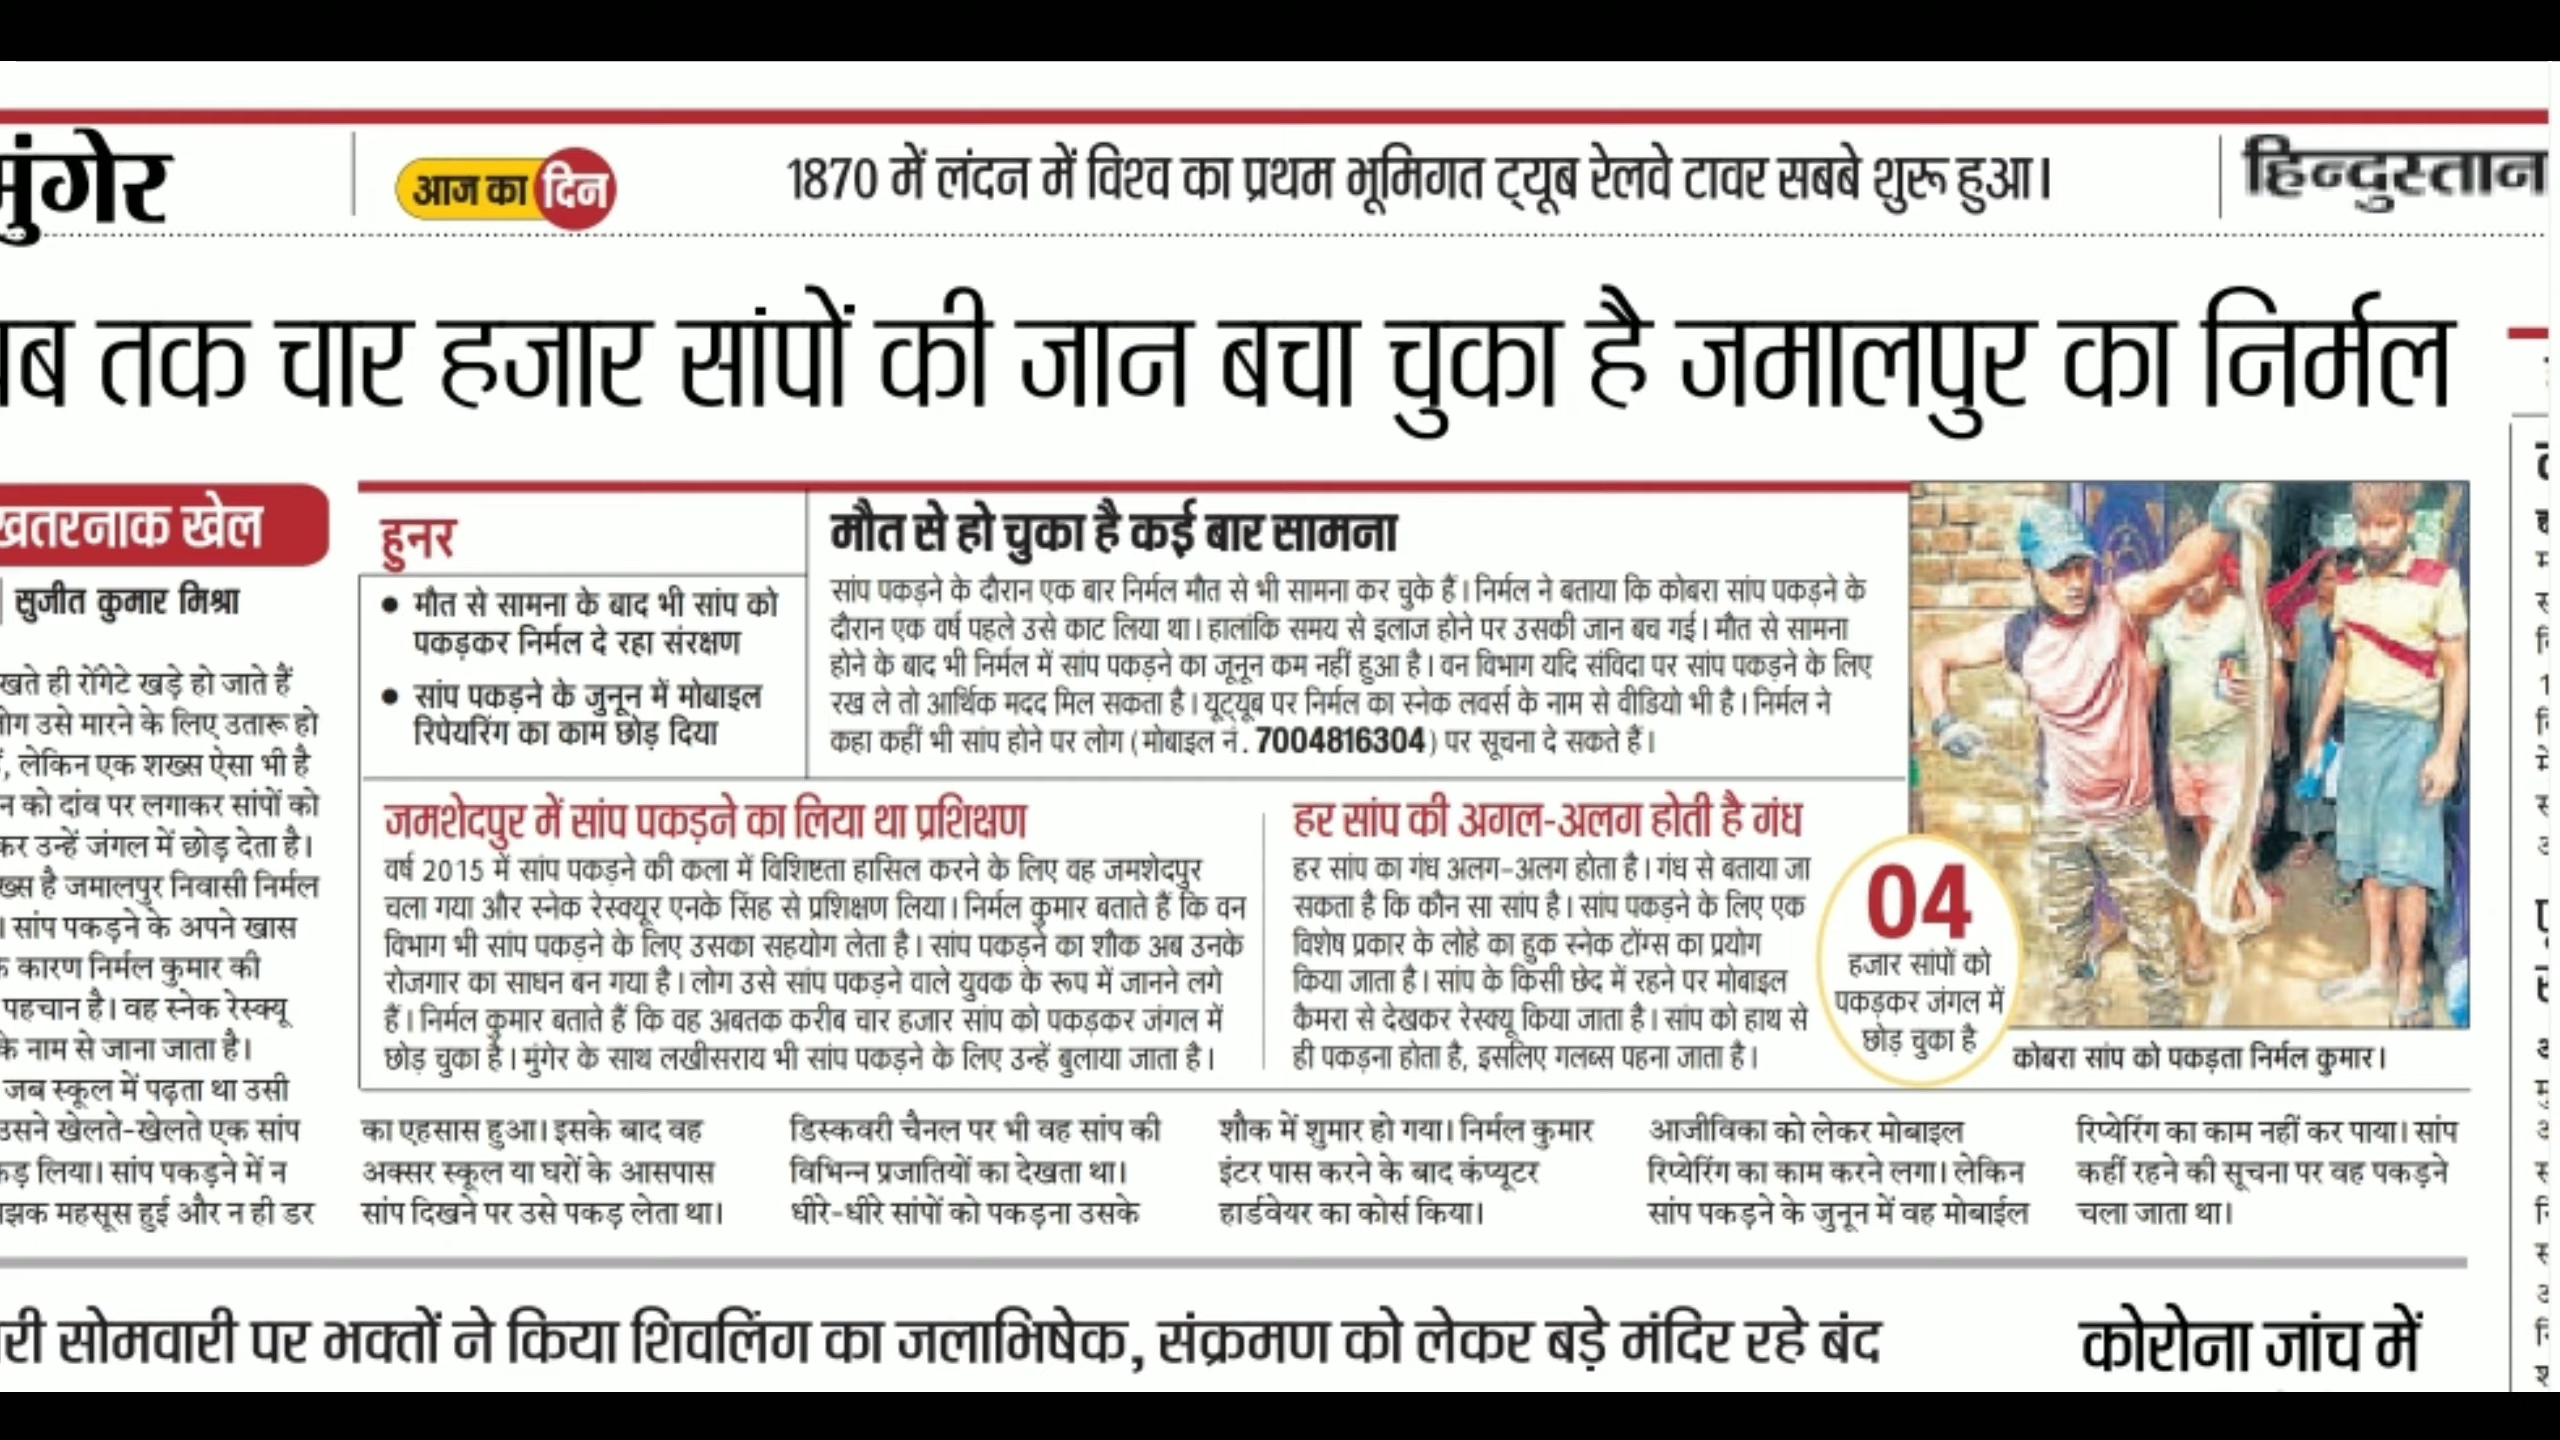 मुंगेर
आज का दिन
1870 में लंदन में विश्व का प्रथम भूमिगत ट्यूब रेलवे टावर सबबे शुरू हुआ।
हिन्दुस्तान
तक चार हजार सांपों की जान बचा चुका है जमालपुर का निर्मल
खतरनाक खेल
सुजीत कुमार मिश्रा
ही रोंगेटे खड़े हो जाते हैं
उसे मारने के लिए उतारू हो
लेकिन एक शख्स ऐसा भी है
को दांव पर लगाकर सांपों को
कर उन्हें जंगल में छोड़ देता है।
है जमालपुर निवासी निर्मल
। सांप पकड़ने के अपने खास
कारण निर्मल कुमार की
पहचान है। वह स्नेक रेस्क्यू
के नाम से जाना जाता है।
जब स्कूल में पढ़ता था उसी
उसने खेलते-खेलते एक सांप
लिया। सांप पकड़ने में न
महसूस हुई और न ही डर
हुनर
● मौत से सामना के बाद भी सांप को
पकड़कर निर्मल दे रहा संरक्षण
● सांप पकड़ने के जुनून में मोबाइल
रिपेयरिंग का काम छोड़ दिया
मौत से हो चुका है कई बार सामना
सांप पकड़ने के दौरान एक बार निर्मल मौत से भी सामना कर चुके हैं। निर्मल ने बताया कि कोबरा सांप पकड़ने के
दौरान एक वर्ष पहले उसे काट लिया था। हालांकि समय से इलाज होने पर उसकी जान बच गई। मौत से सामना
होने के बाद भी निर्मल में सांप पकड़ने का जूनून कम नहीं हुआ है। वन विभाग यदि संविदा पर सांप पकड़ने के लिए
रख ले तो आर्थिक मदद मिल सकता है। यूट्यूब पर निर्मल का स्नेक लवर्स के नाम से वीडियो भी है। निर्मल ने
कहा कहीं भी सांप होने पर लोग (मोबाइल नं. 7004816304) पर सूचना दे सकते हैं।
जमशेदपुर में सांप पकड़ने का लिया था प्रशिक्षण
वर्ष 2015 में सांप पकड़ने की कला में विशिष्टता हासिल करने के लिए वह जमशेदपुर
चला गया और स्नेक रेस्क्यूर एनके सिंह से प्रशिक्षण लिया। निर्मल कुमार बताते हैं कि वन
विभाग भी सांप पकड़ने के लिए उसका सहयोग लेता है। सांप पकड़ने का शौक अब उनके
रोजगार का साधन बन गया है। लोग उसे सांप पकड़ने वाले युवक के रूप में जानने लगे
हैं। निर्मल कुमार बताते हैं कि वह अबतक करीब चार हजार सांप को पकड़कर जंगल में
छोड़ चुका है। मुंगेर के साथ लखीसराय भी सांप पकड़ने के लिए उन्हें बुलाया जाता है।
हर सांप की अगल-अलग होती है गंध
हर सांप का गंध अलग-अलग होता है। गंध से बताया जा
सकता है कि कौन सा सांप है। सांप पकड़ने के लिए एक
विशेष प्रकार के लोहे का हुक स्नेक टोंग्स का प्रयोग
किया जाता है। सांप के किसी छेद में रहने पर मोबाइल
कैमरा से देखकर रेस्क्यू किया जाता है। सांप को हाथ से
ही पकड़ना होता है, इसलिए गलब्स पहना जाता है।
04
हजार सांपों को
पकड़कर जंगल में
छोड़ चुका है
कोबरा सांप को पकड़ता निर्मल कुमार।
का एहसास हुआ। इसके बाद वह
अक्सर स्कूल या घरों के आसपास
सांप दिखने पर उसे पकड़ लेता था।
डिस्कवरी चैनल पर भी वह सांप की
विभिन्न प्रजातियों का देखता था।
धीरे-धीरे सांपों को पकड़ना उसके
शौक में शुमार हो गया। निर्मल कुमार
इंटर पास करने के बाद कंप्यूटर
हार्डवेयर का कोर्स किया।
आजीविका को लेकर मोबाइल
रिप्येरिंग का काम करने लगा। लेकिन
सांप पकड़ने के जुनून में वह मोबाईल
रिप्येरिंग का काम नहीं कर पाया। सांप
कहीं रहने की सूचना पर वह पकड़ने
चला जाता था।
सोमवारी पर भक्तों ने किया शिवलिंग का जलाभिषेक, संक्रमण को लेकर बड़े मंदिर रहे बंद
कोरोना जांच में